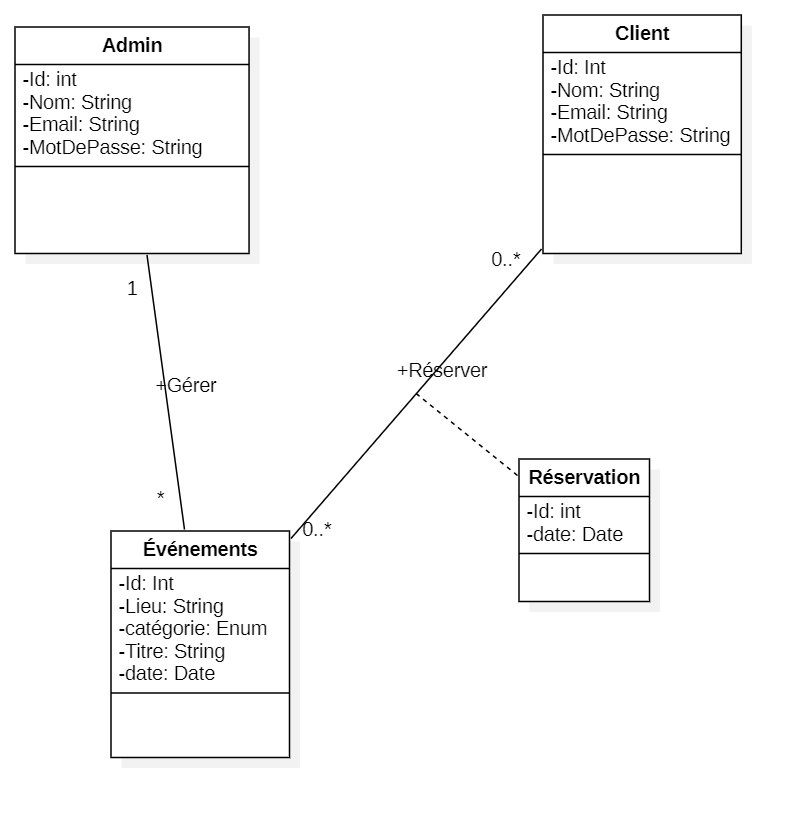 Admin
-Id: int
-Nom: String
-Email: String
-MotDePasse: String
Client
-Id: Int
-Nom: String
-Email: String
-MotDePasse: String
1
0..*
+Gérer
+Réserver
*
0..*
Réservation
-Id: int
-date: Date
Événements
-Id: Int
-Lieu: String
-catégorie: Enum
-Titre: String
-date: Date